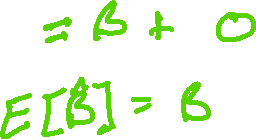 = B + 0
E[B̂] = B